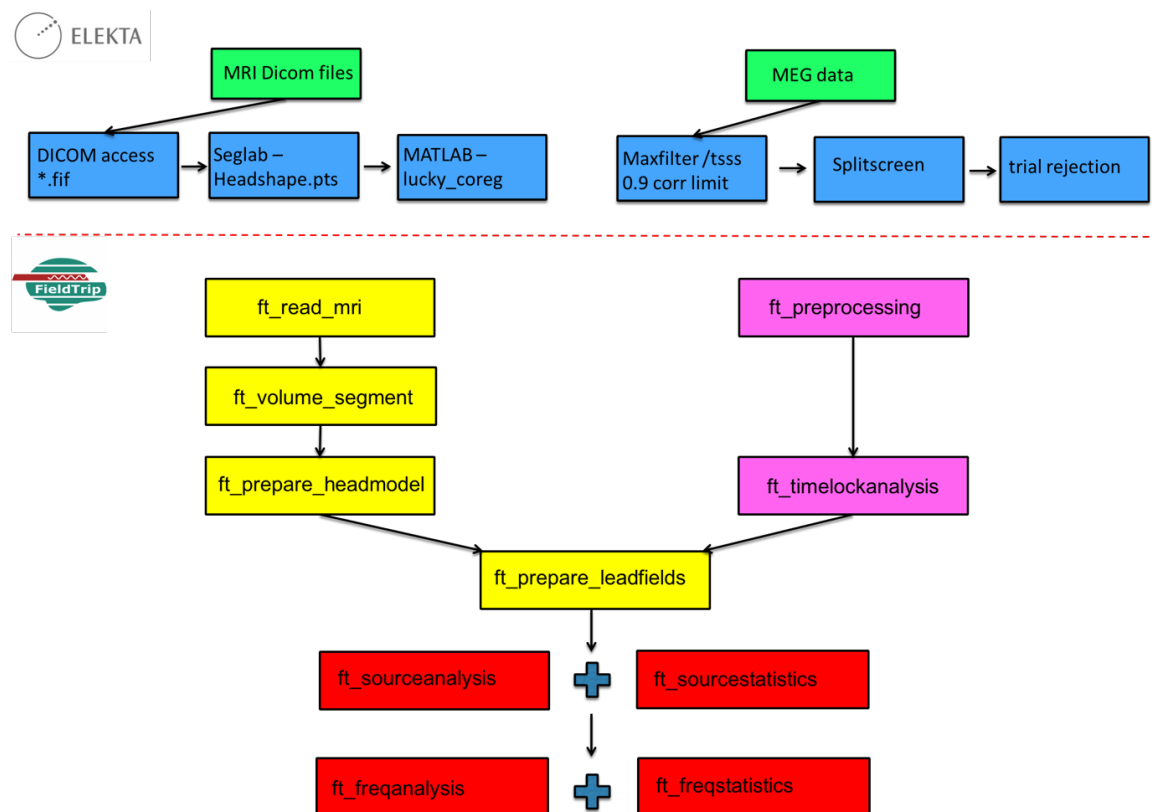 ELEKTA
MRI Dicom files
MEG data
DICOM access
*.fif
Seglab –
Headshape.pts
MATLAB –
lucky_coreg
Maxfilter /tsss
0.9 corr limit
Splitscreen
trial rejection
FieldTrip
ft_read_mri
ft_preprocessing
ft_volume_segment
ft_prepare_headmodel
ft_timelockanalysis
ft_prepare_leadfields
ft_sourceanalysis
ft_sourcestatistics
ft_freqanalysis
ft_freqstatistics